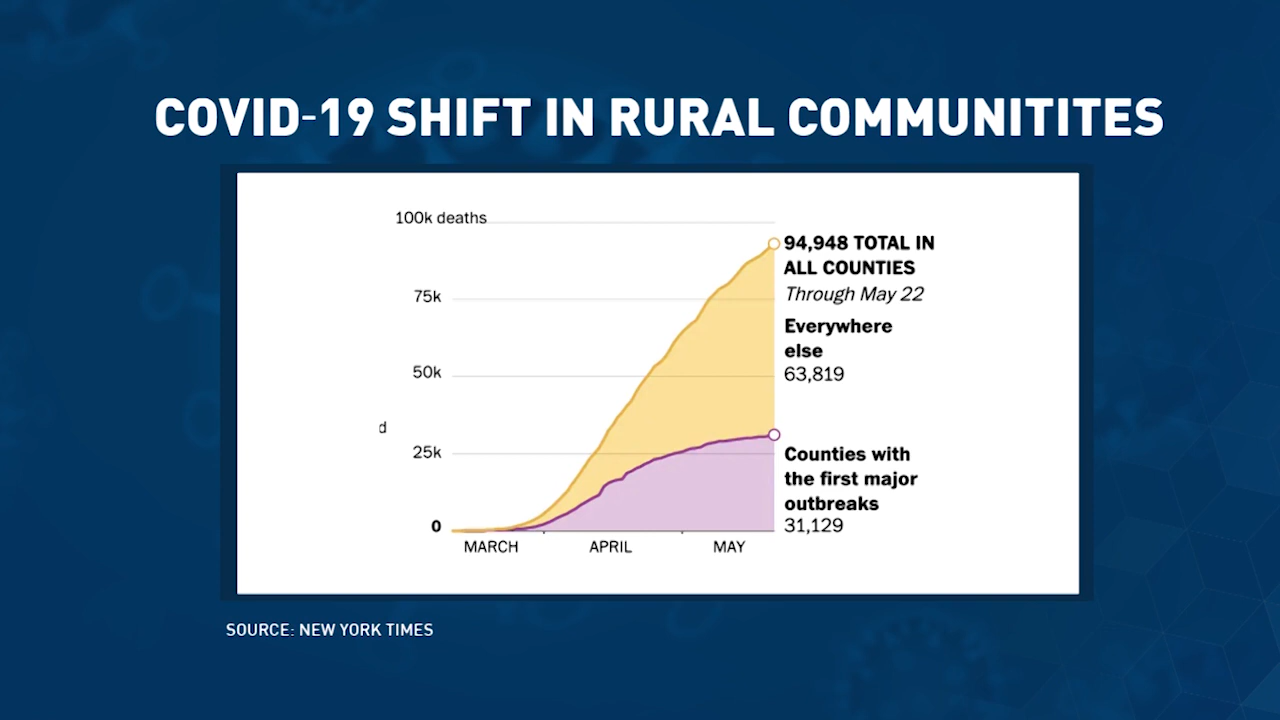 COVID-19 SHIFT IN RURAL COMMUNITITES
100k deaths
94,948 TOTAL IN
ALL COUNTIES
Through May 22
75k
Everywhere
else
63,819
50k
d
25k
Counties with
the first major
outbreaks
31,129
0
MARCH APRIL MAY
SOURCE: NEW YORK TIMES